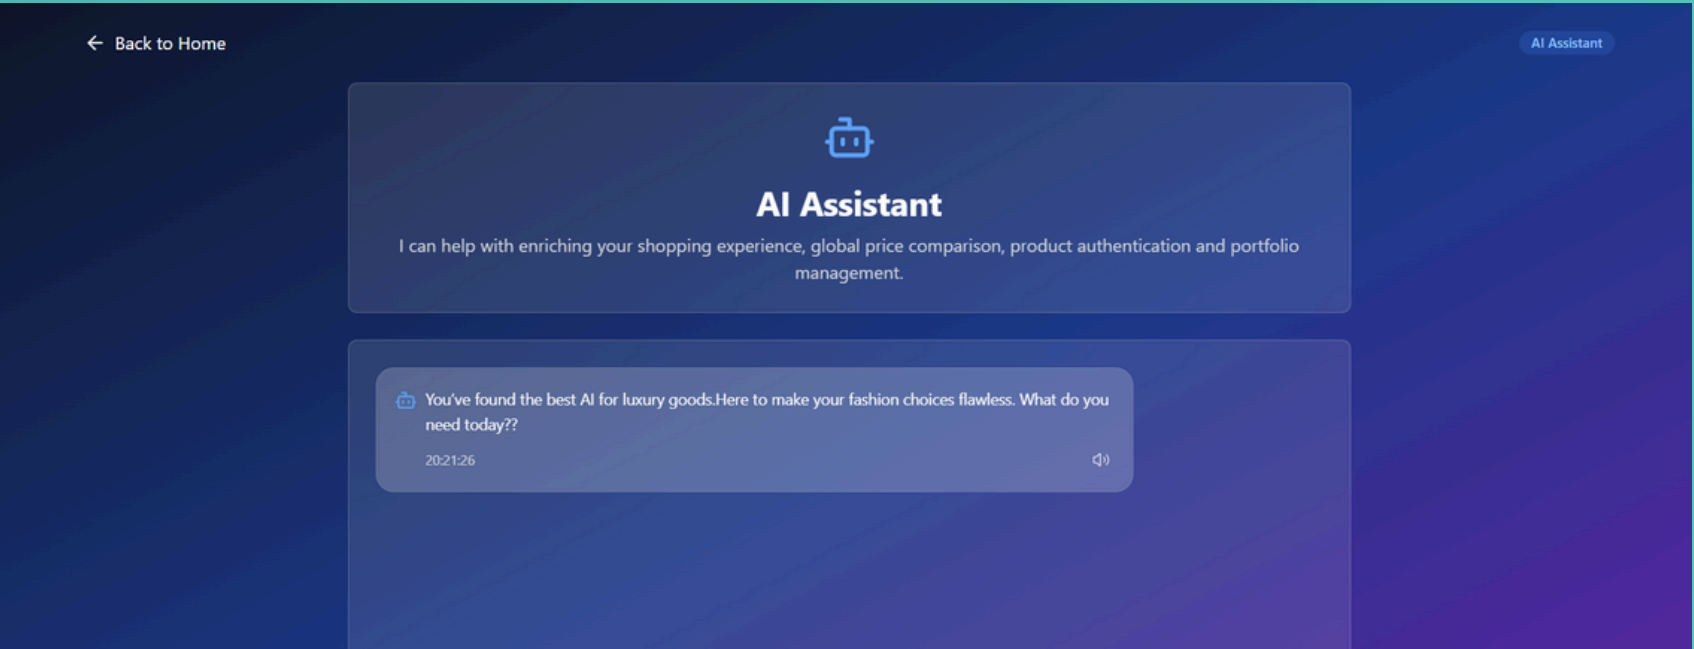 Back to Home
AI Assistant
AI Assistant
I can help with enriching your shopping experience, global price comparison, product authentication and portfolio
management.
You've found the best AI for luxury goods.Here to make your fashion choices flawless. What do you
need today??
20:21:26